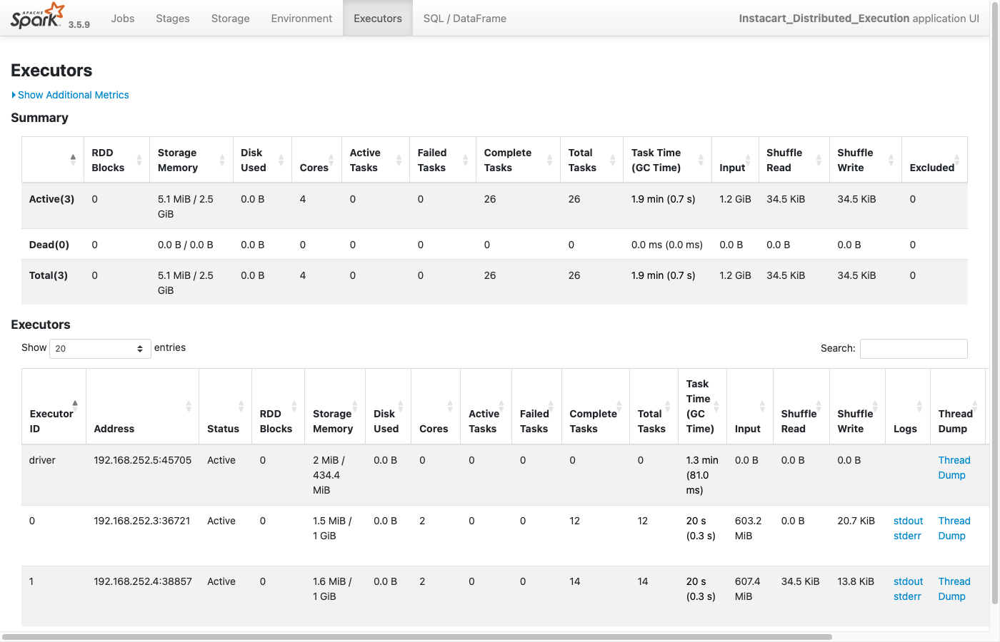 APACHE
Spark 3.5.9 Jobs Stages Storage Environment Executors SQL / DataFrame Instacart_Distributed_Execution application UI
Executors
Show Additional Metrics
Summary
RDD Blocks Storage Memory Disk Used Cores Active Tasks Failed Tasks Complete Tasks Total Tasks Task Time (GC Time) Input Shuffle Read Shuffle Write Excluded
Active(3) 0 5.1 MiB / 2.5 GiB 0.0 B 4 0 0 26 26 1.9 min (0.7 s) 1.2 GiB 34.5 KiB 34.5 KiB 0
Dead(0) 0 0.0 B / 0.0 B 0.0 B 0 0 0 0 0 0.0 ms (0.0 ms) 0.0 B 0.0 B 0.0 B 0
Total(3) 0 5.1 MiB / 2.5 GiB 0.0 B 4 0 0 26 26 1.9 min (0.7 s) 1.2 GiB 34.5 KiB 34.5 KiB 0
Executors
Show 20 entries Search:
Executor ID Address Status RDD Blocks Storage Memory Disk Used Cores Active Tasks Failed Tasks Complete Tasks Total Tasks Task Time (GC Time) Input Shuffle Read Shuffle Write Logs Thread Dump
driver 192.168.252.5:45705 Active 0 2 MiB / 434.4 MiB 0.0 B 0 0 0 0 0 1.3 min (81.0 ms) 0.0 B 0.0 B 0.0 B Thread Dump
0 192.168.252.3:36721 Active 0 1.5 MiB / 1 GiB 0.0 B 2 0 0 12 12 20 s (0.3 s) 603.2 MiB 0.0 B 20.7 KiB stdout stderr Thread Dump
1 192.168.252.4:38857 Active 0 1.6 MiB / 1 GiB 0.0 B 2 0 0 14 14 20 s (0.3 s) 607.4 MiB 34.5 KiB 13.8 KiB stdout stderr Thread Dump